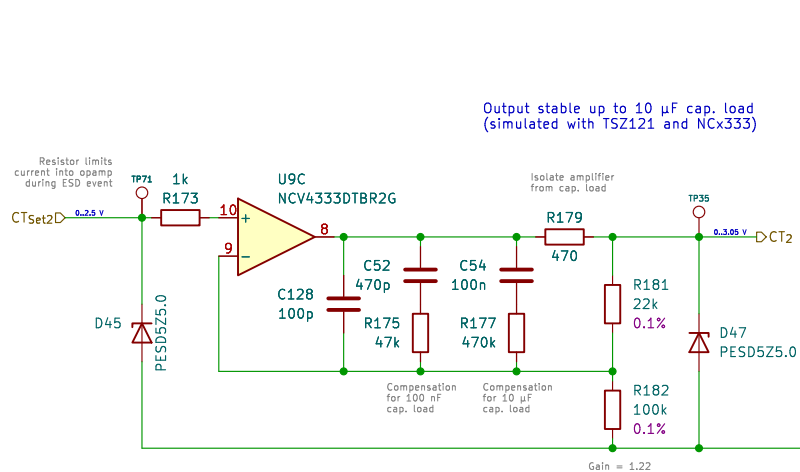 Output stable up to 10 µF cap. load
(simulated with TSZ121 and NCx333)
Resistor limits
current into opamp
during ESD event
TP71
1k
R173
U9C
NCV4333DTBR2G
Isolate amplifier
from cap. load
TP35
CTSet2
0..2.5 V
10
+
8
9
−
R179
470
0..3.05 V
CT2
C52
470p
C54
100n
C128
100p
R175
47k
R177
470k
R181
22k
0.1%
D45
PESD5Z5.0
D47
PESD5Z5.0
Compensation
for 100 nF
cap. load
Compensation
for 10 µF
cap. load
R182
100k
0.1%
Gain = 1.22